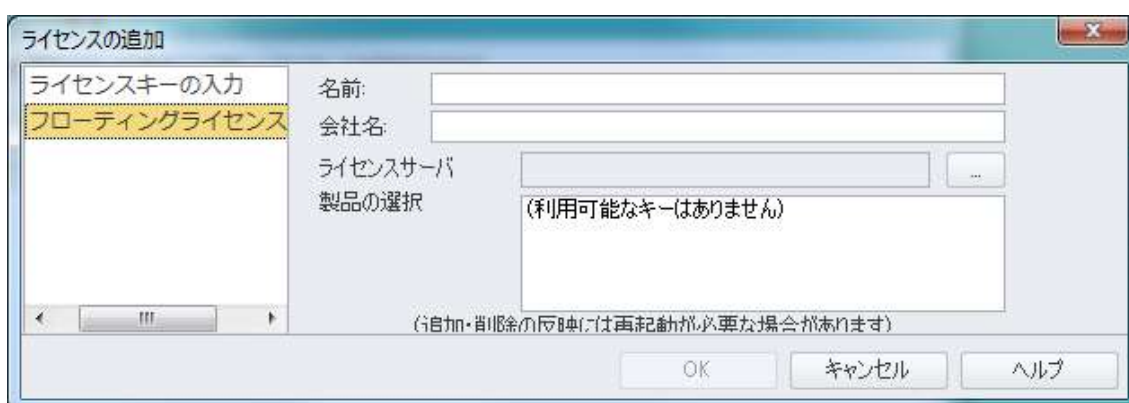 ライセンスの追加
ライセンスキーの入力
フローティングライセンス
名前:
会社名:
ライセンスサーバ
...
製品の選択
(利用可能なキーはありません)
(追加・削除の反映には再起動が必要な場合があります)
OK
キャンセル
ヘルプ